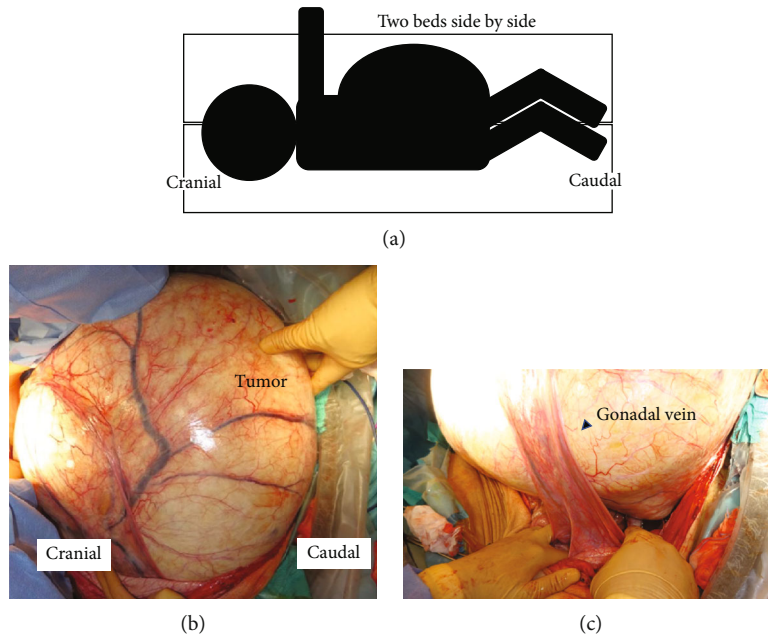 Two beds side by side
Cranial
Caudal
(a)
Tumor
Cranial
Caudal
(b)
Gonadal vein
(c)